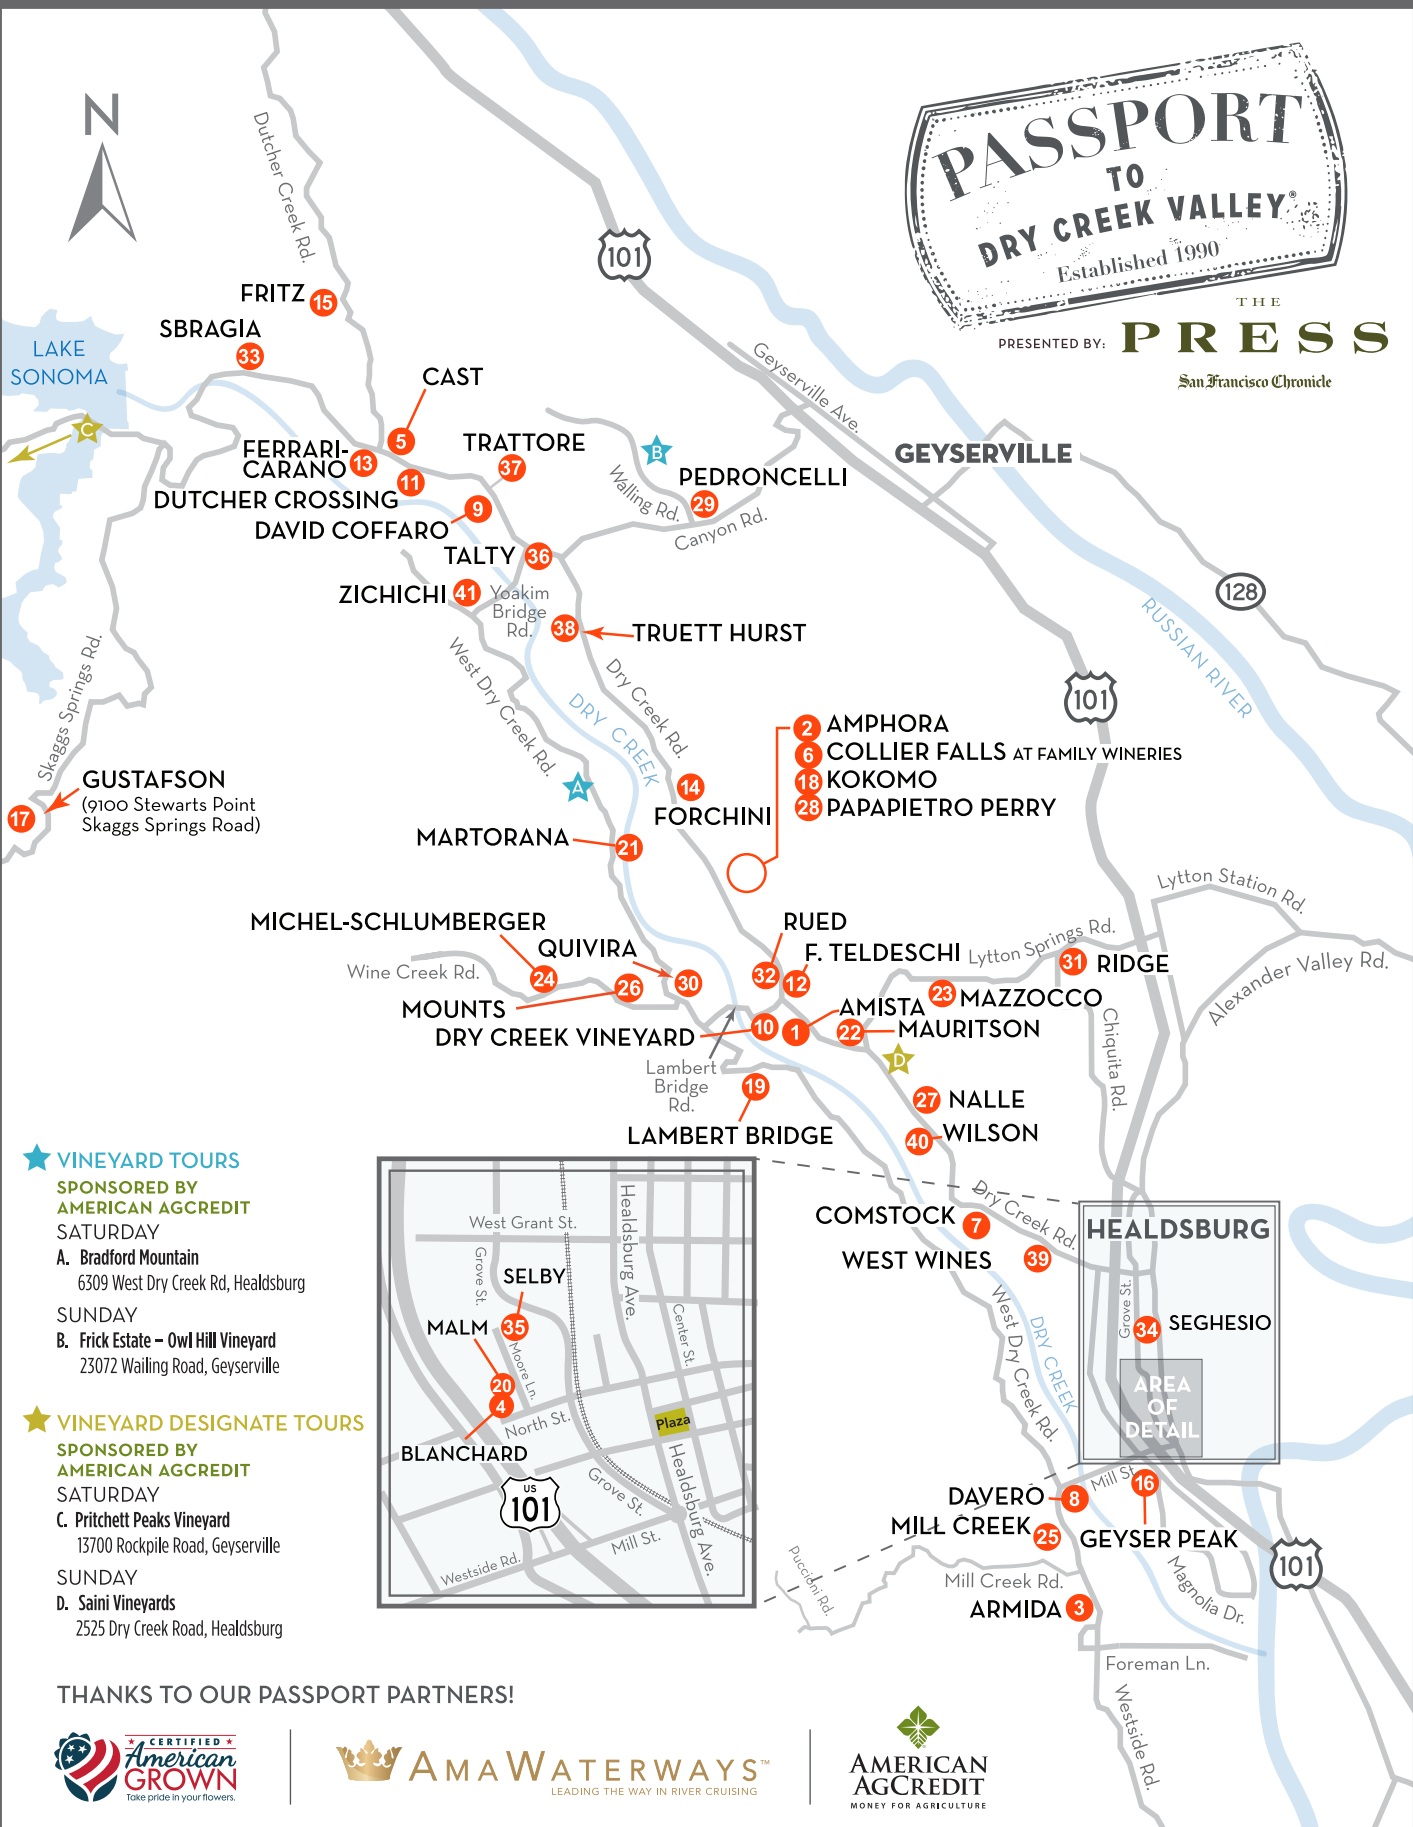 N
PASSPORT
TO
DRY CREEK VALLEY®
Established 1990
PRESENTED BY:
THE
PRESS
San Francisco Chronicle
Dutcher Creek Rd.
101
FRITZ 15
SBRAGIA
33
LAKE
SONOMA
C
CAST
5
FERRARI-
CARANO 13
11
DUTCHER CROSSING
TRATTORE
37
DAVID COFFARO 9
B
Walling Rd.
PEDRONCELLI
29
Canyon Rd.
Geyserville Ave.
GEYSERVILLE
TALTY 36
ZICHICHI 41
Yoakim
Bridge
Rd.
38 TRUETT HURST
128
RUSSIAN RIVER
101
West Dry Creek Rd.
DRY CREEK
Dry Creek Rd.
Skaggs Springs Rd.
GUSTAFSON
(9100 Stewarts Point
Skaggs Springs Road)
17
2 AMPHORA
6 COLLIER FALLS AT FAMILY WINERIES
18 KOKOMO
28 PAPAPIETRO PERRY
A
14
FORCHINI
MARTORANA 21
Lytton Station Rd.
MICHEL-SCHLUMBERGER
24
QUIVIRA
30
Wine Creek Rd.
MOUNTS 26
RUED
32
F. TELDESCHI
12
Lytton Springs Rd.
31 RIDGE
Alexander Valley Rd.
23 MAZZOCCO
AMISTA
1
22 MAURITSON
DRY CREEK VINEYARD 10
D
Chiquita Rd.
Lambert
Bridge
Rd.
19
LAMBERT BRIDGE
27 NALLE
40 WILSON
COMSTOCK 7
Dry Creek Rd.
WEST WINES 39
HEALDSBURG
Grove St.
34 SEGHESIO
AREA
OF
DETAIL
West Dry Creek Rd.
DRY CREEK
Mill St.
DAVERO 8
16
GEYSER PEAK
MILL CREEK 25
101
Puccioni Rd.
Mill Creek Rd.
Magnolia Dr.
ARMIDA 3
Foreman Ln.
Westside Rd.
West Grant St.
Grove St.
Healdsburg Ave.
SELBY
35
MALM
20
4
BLANCHARD
Moore Ln.
Center St.
North St.
Plaza
US
101
Grove St.
Healdsburg Ave.
Mill St.
Westside Rd.
VINEYARD TOURS
SPONSORED BY
AMERICAN AGCREDIT
SATURDAY
A. Bradford Mountain
6309 West Dry Creek Rd, Healdsburg
SUNDAY
B. Frick Estate – Owl Hill Vineyard
23072 Wailing Road, Geyserville
VINEYARD DESIGNATE TOURS
SPONSORED BY
AMERICAN AGCREDIT
SATURDAY
C. Pritchett Peaks Vineyard
13700 Rockpile Road, Geyserville
SUNDAY
D. Saini Vineyards
2525 Dry Creek Road, Healdsburg
THANKS TO OUR PASSPORT PARTNERS!
CERTIFIED
American
GROWN
Take pride in your flowers.
AMAWATERWAYS™
LEADING THE WAY IN RIVER CRUISING
AMERICAN
AGCREDIT
MONEY FOR AGRICULTURE